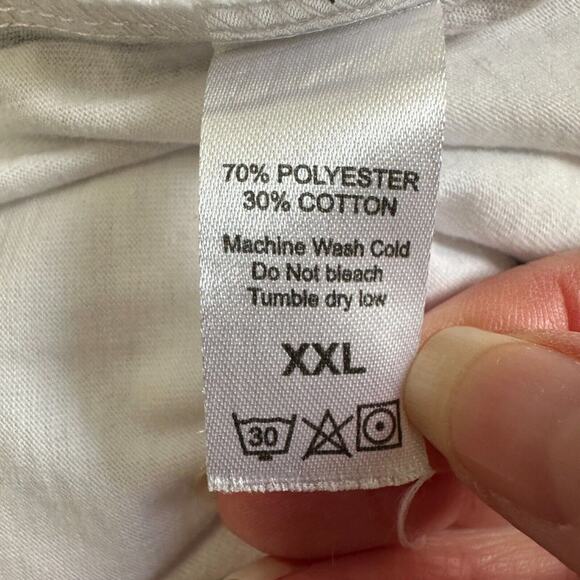 70% POLYESTER
30% COTTON
Machine Wash Cold
Do Not bleach
Tumble dry low
XXL
30